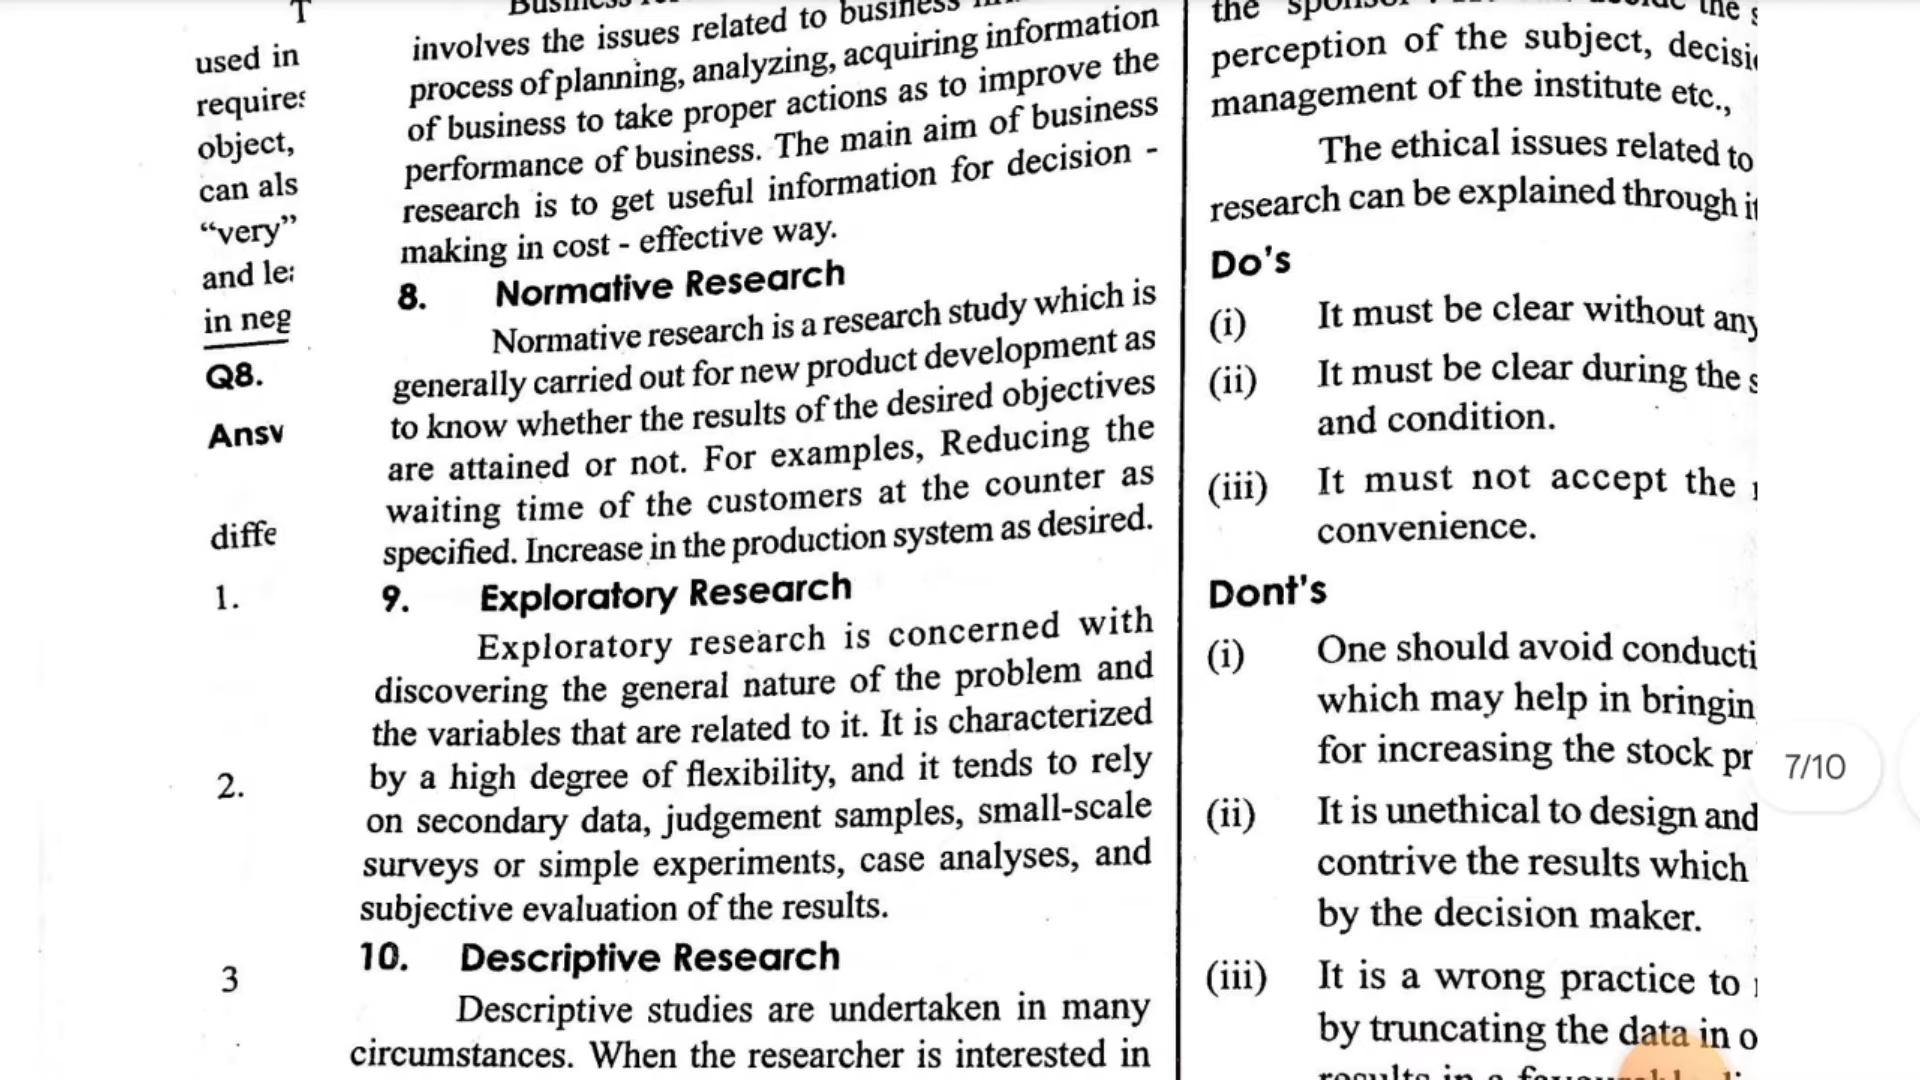 T
used in
requires
object,
can als
“very”
and le
in neg
Q8.
Answ
diffe
1.
2.
3
involves the issues related to business
process of planning, analyzing, acquiring information
of business to take proper actions as to improve the
performance of business. The main aim of business
research is to get useful information for decision -
making in cost - effective way.
8. Normative Research
Normative research is a research study which is
generally carried out for new product development as
to know whether the results of the desired objectives
are attained or not. For examples, Reducing the
waiting time of the customers at the counter as
specified. Increase in the production system as desired.
9. Exploratory Research
Exploratory research is concerned with
discovering the general nature of the problem and
the variables that are related to it. It is characterized
by a high degree of flexibility, and it tends to rely
on secondary data, judgement samples, small-scale
surveys or simple experiments, case analyses, and
subjective evaluation of the results.
10. Descriptive Research
Descriptive studies are undertaken in many
circumstances. When the researcher is interested in
the
perception of the subject, decisi
management of the institute etc.,
The ethical issues related to
research can be explained through i
Do's
(i) It must be clear without any
(ii) It must be clear during the s
and condition.
(iii) It must not accept the
convenience.
Dont's
(i) One should avoid conducti
which may help in bringin
for increasing the stock pr
(ii) It is unethical to design and
contrive the results which
by the decision maker.
(iii) It is a wrong practice to
by truncating the data in o
7/10